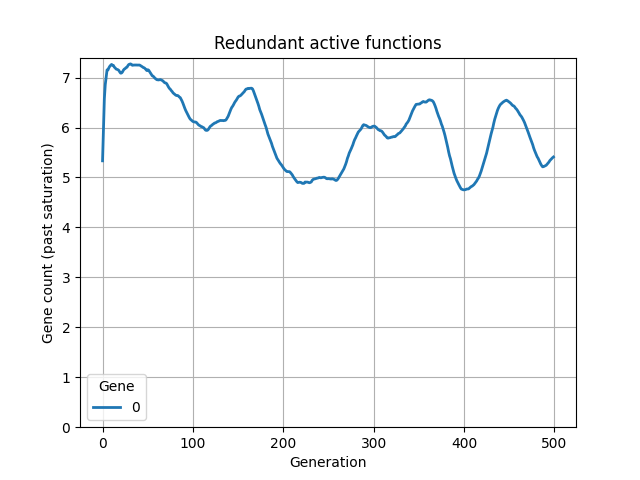 Redundant active functions
Gene count (past saturation)
7
6
5
4
3
2
1
0
Gene
0
0 100 200 300 400 500
Generation